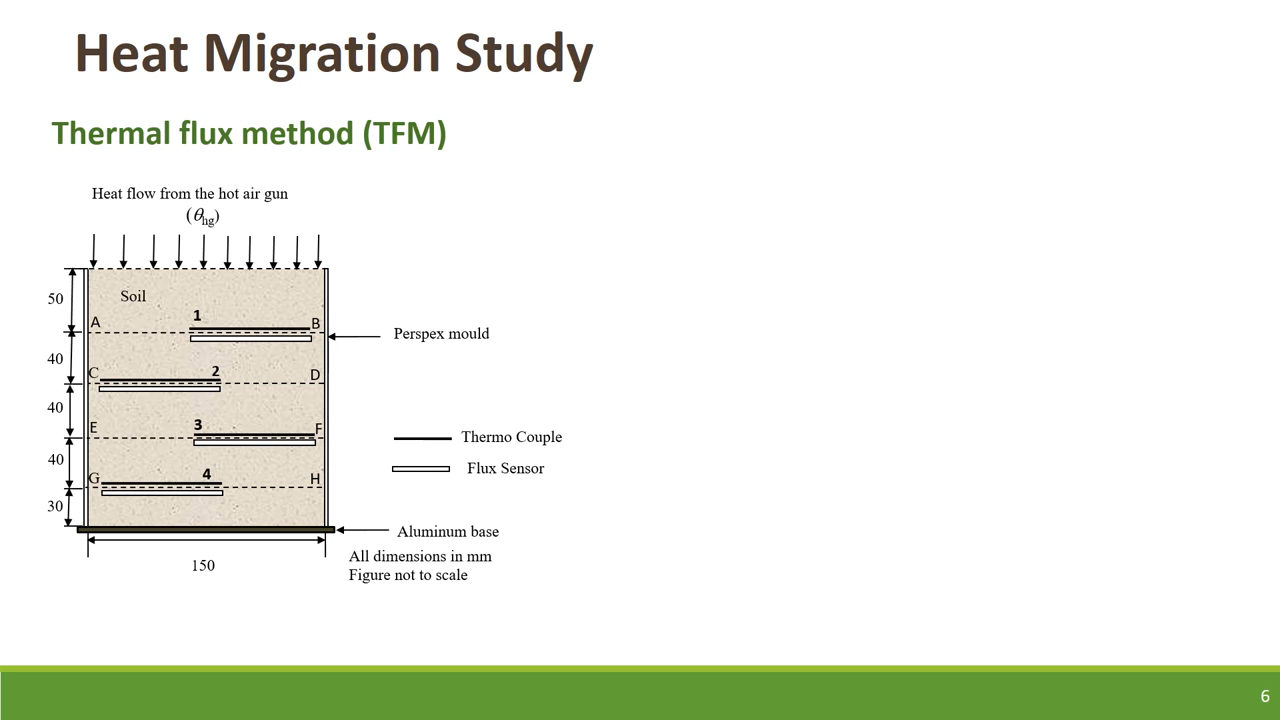 Heat Migration Study
Thermal flux method (TFM)
Heat flow from the hot air gun
(θhg)
50
Soil
A
1
B
Perspex mould
40
C
2
D
40
E
3
F
Thermo Couple
40
G
4
H
Flux Sensor
30
Aluminum base
150
All dimensions in mm
Figure not to scale
6